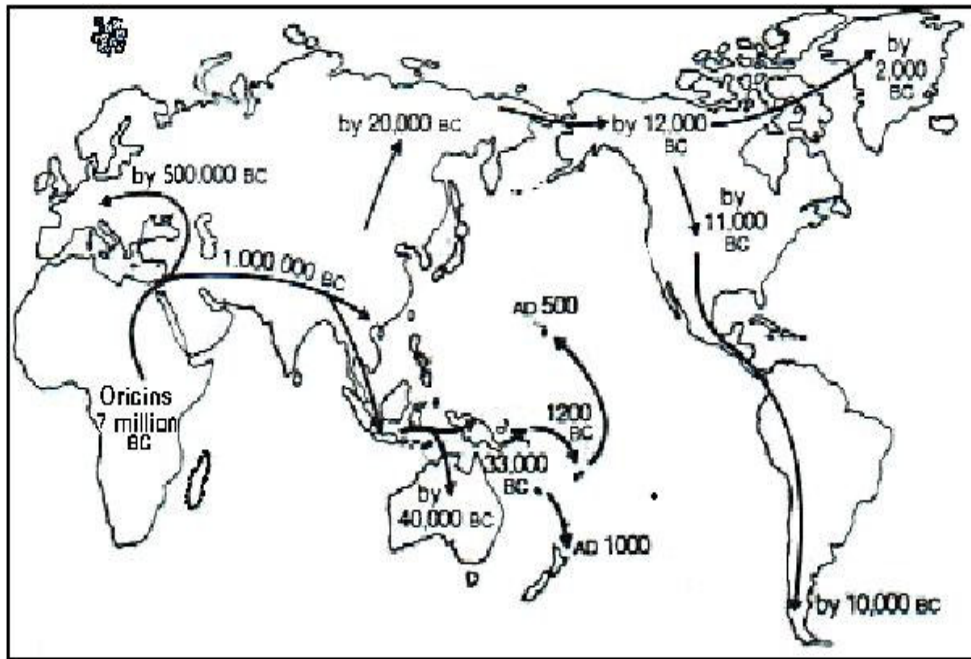 by
2,000
BC
by 20,000 BC
by 12,000
BC
by 500.000 BC
by
11,000
BC
1.000 000 BC
AD 500
Oricins
7 million
BC
1200
BC
33,000
BC
by
40,000 BC
AD 1000
by 10,000 BC